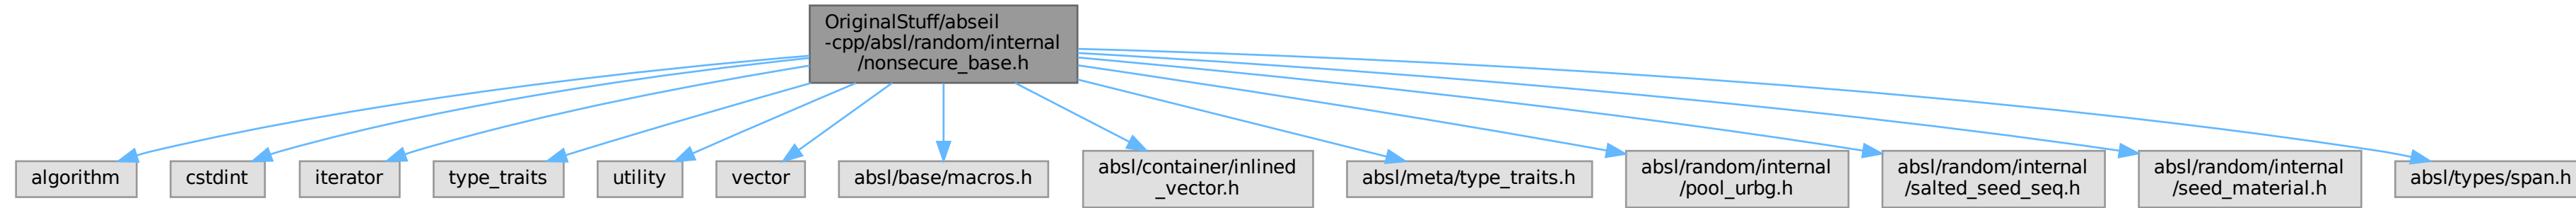 OriginalStuff/abseil
-cpp/absl/random/internal
/nonsecure_base.h
algorithm
cstdint
iterator
type_traits
utility
vector
absl/base/macros.h
absl/container/inlined
_vector.h
absl/meta/type_traits.h
absl/random/internal
/pool_urbg.h
absl/random/internal
/salted_seed_seq.h
absl/random/internal
/seed_material.h
absl/types/span.h